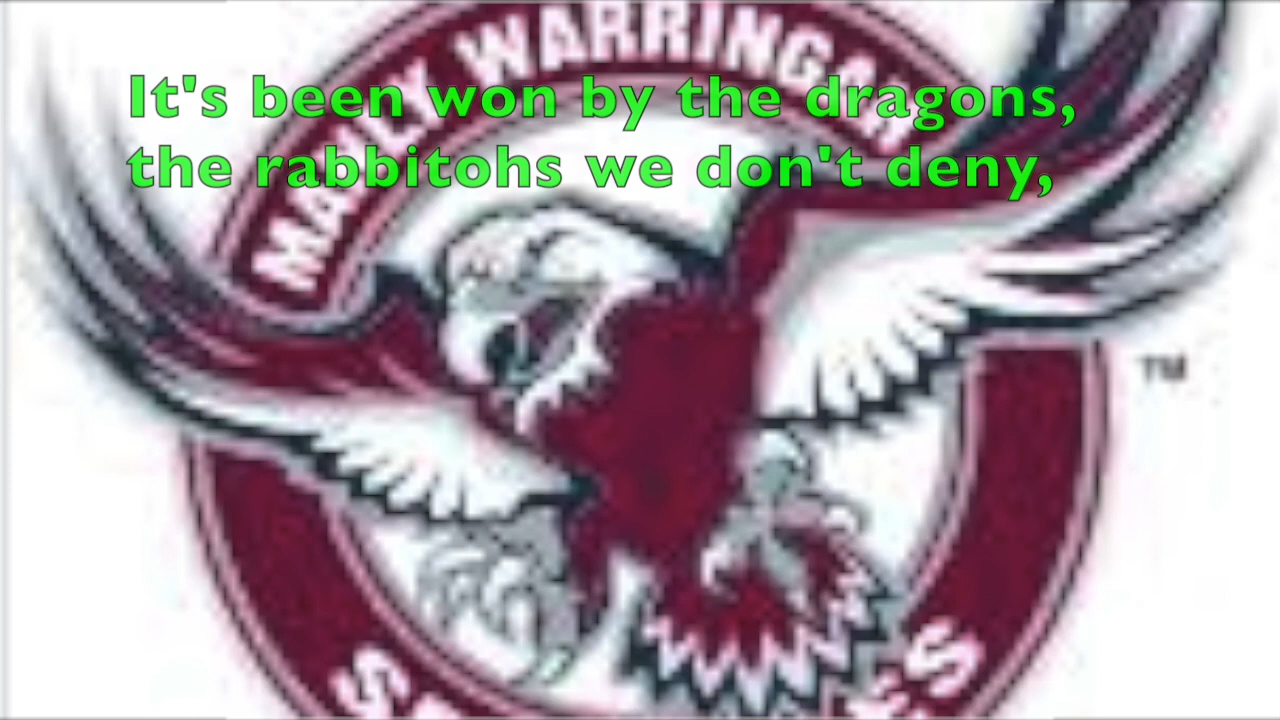 MANLY WARRINGAH
It's been won by the dragons,
the rabbitohs we don't deny,
TM